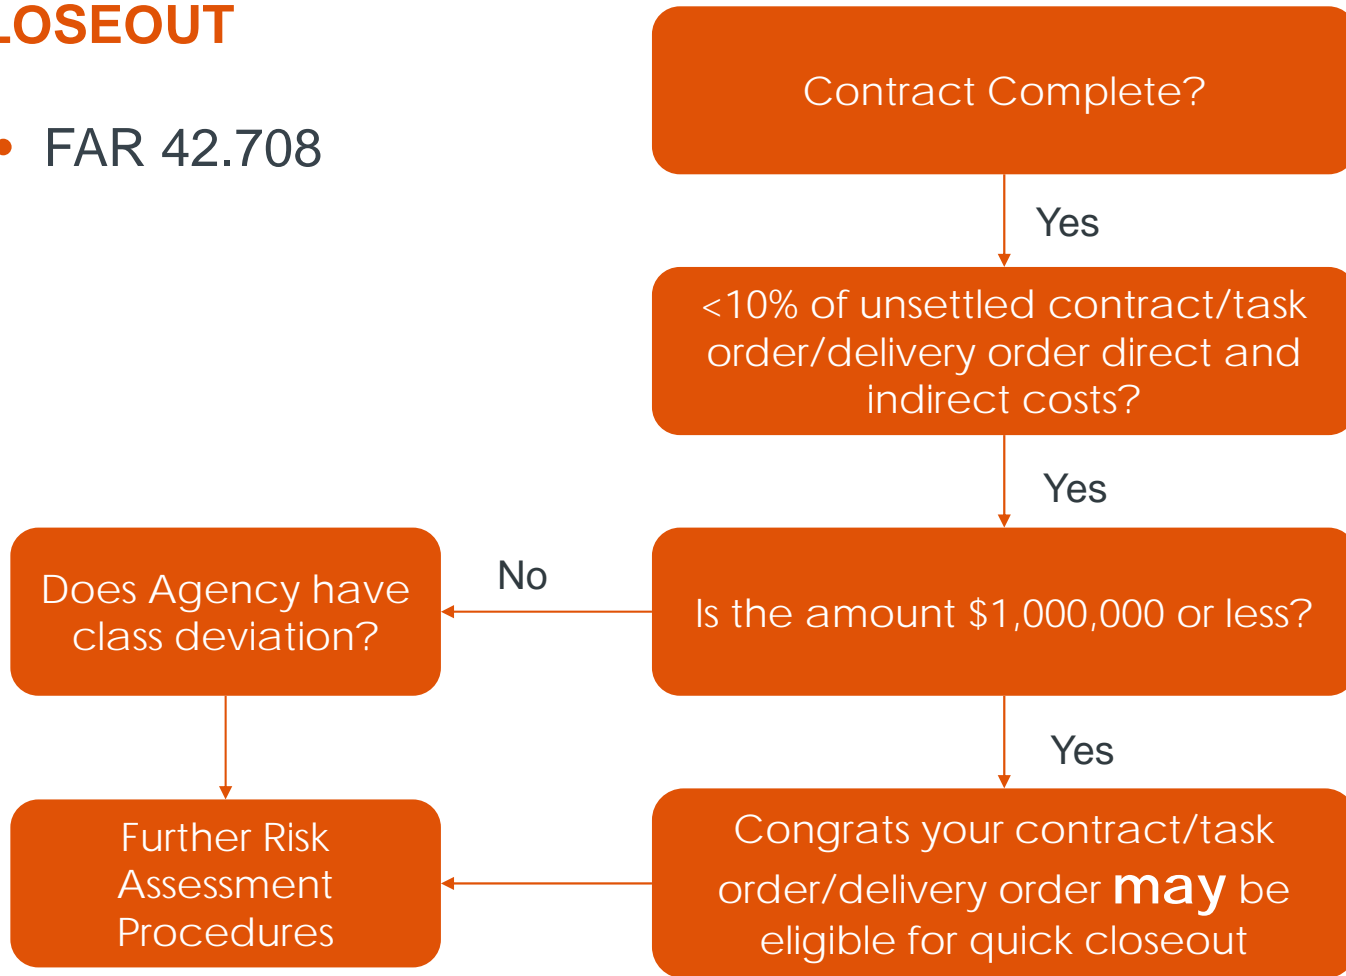 LOSEOUT
• FAR 42.708
Contract Complete?
Yes
<10% of unsettled contract/task
order/delivery order direct and
indirect costs?
Yes
Is the amount $1,000,000 or less?
No
Does Agency have
class deviation?
Yes
Congrats your contract/task
order/delivery order may be
eligible for quick closeout
Further Risk
Assessment
Procedures